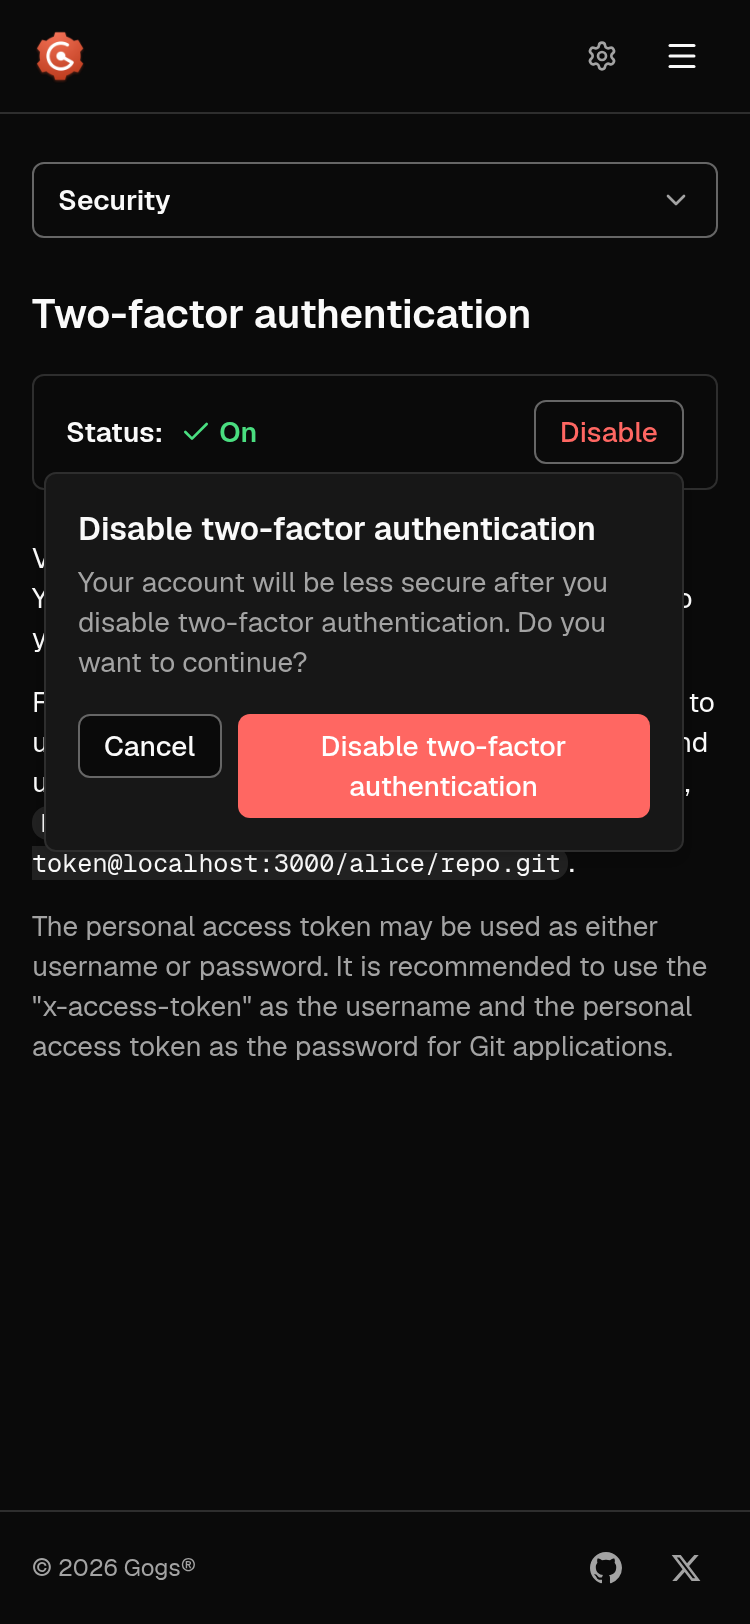 Security
Two-factor authentication
Status: On
Disable
Disable two-factor authentication
Your account will be less secure after you
disable two-factor authentication. Do you
want to continue?
Cancel
Disable two-factor
authentication
to
token@localhost:3000/alice/repo.git.
The personal access token may be used as either
username or password. It is recommended to use the
"x-access-token" as the username and the personal
access token as the password for Git applications.
© 2026 Gogs®